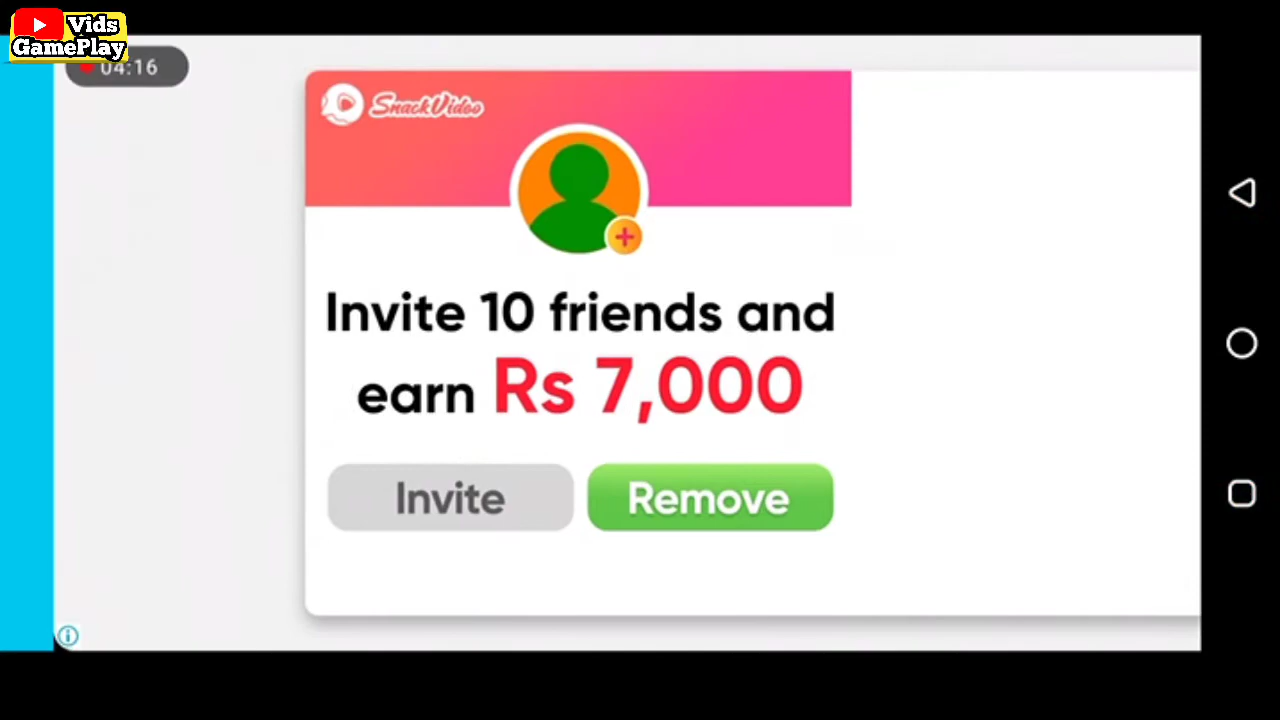 Vids
GamePlay
04:16
SnackVideo
Invite 10 friends and
earn Rs 7,000
Invite
Remove